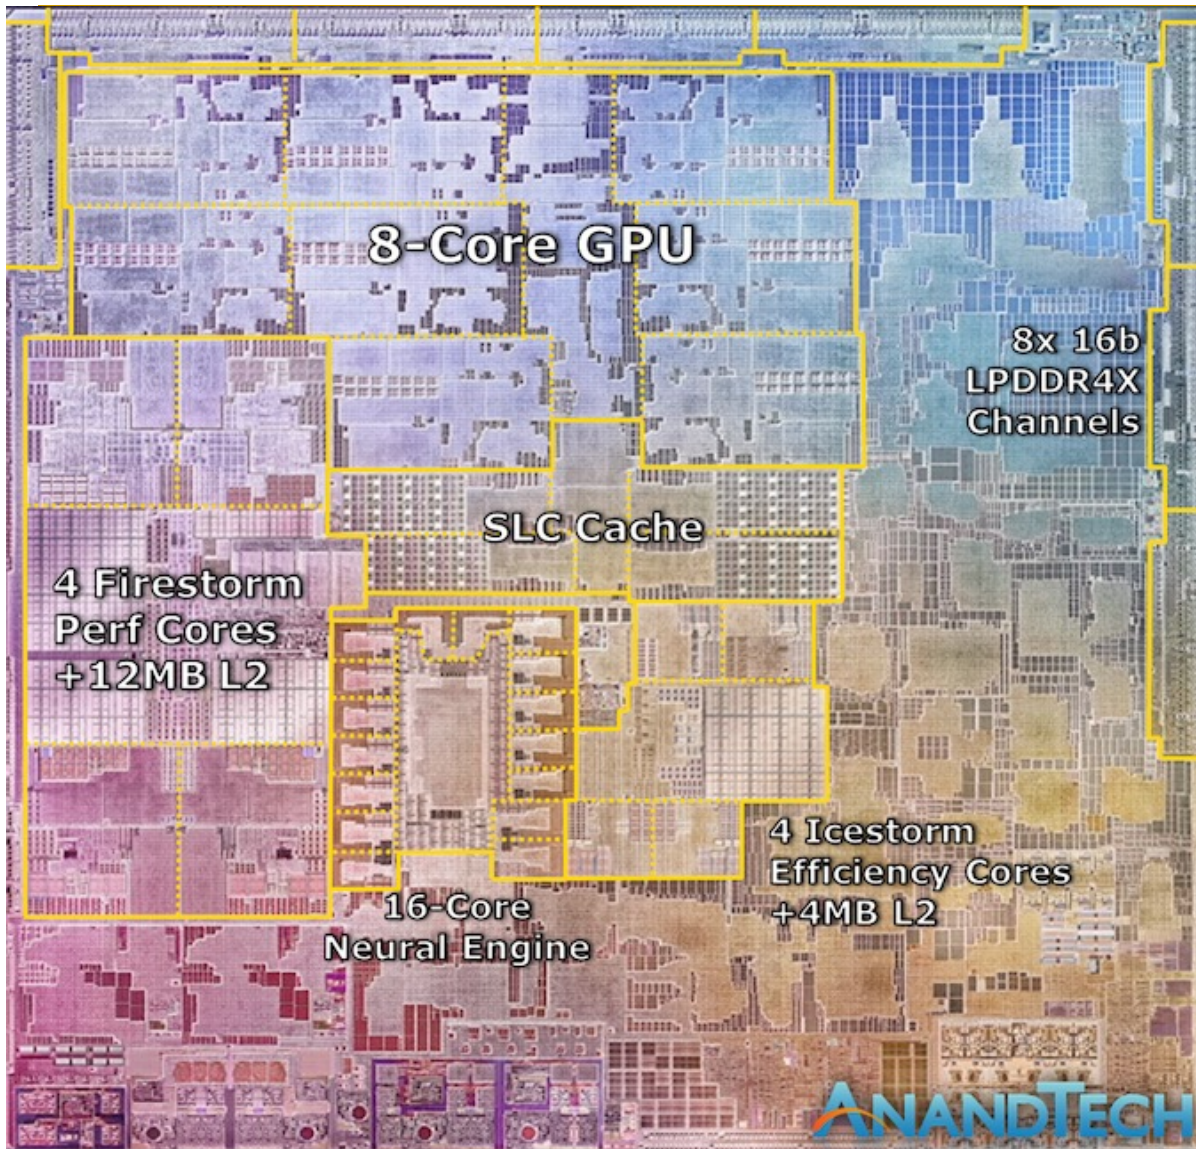 8-Core GPU
8x 16b
LPDDR4X
Channels
SLC Cache
4 Firestorm
Perf Cores
+12MB L2
4 Icestorm
Efficiency Cores
+4MB L2
16-Core
Neural Engine
ANANDTECH